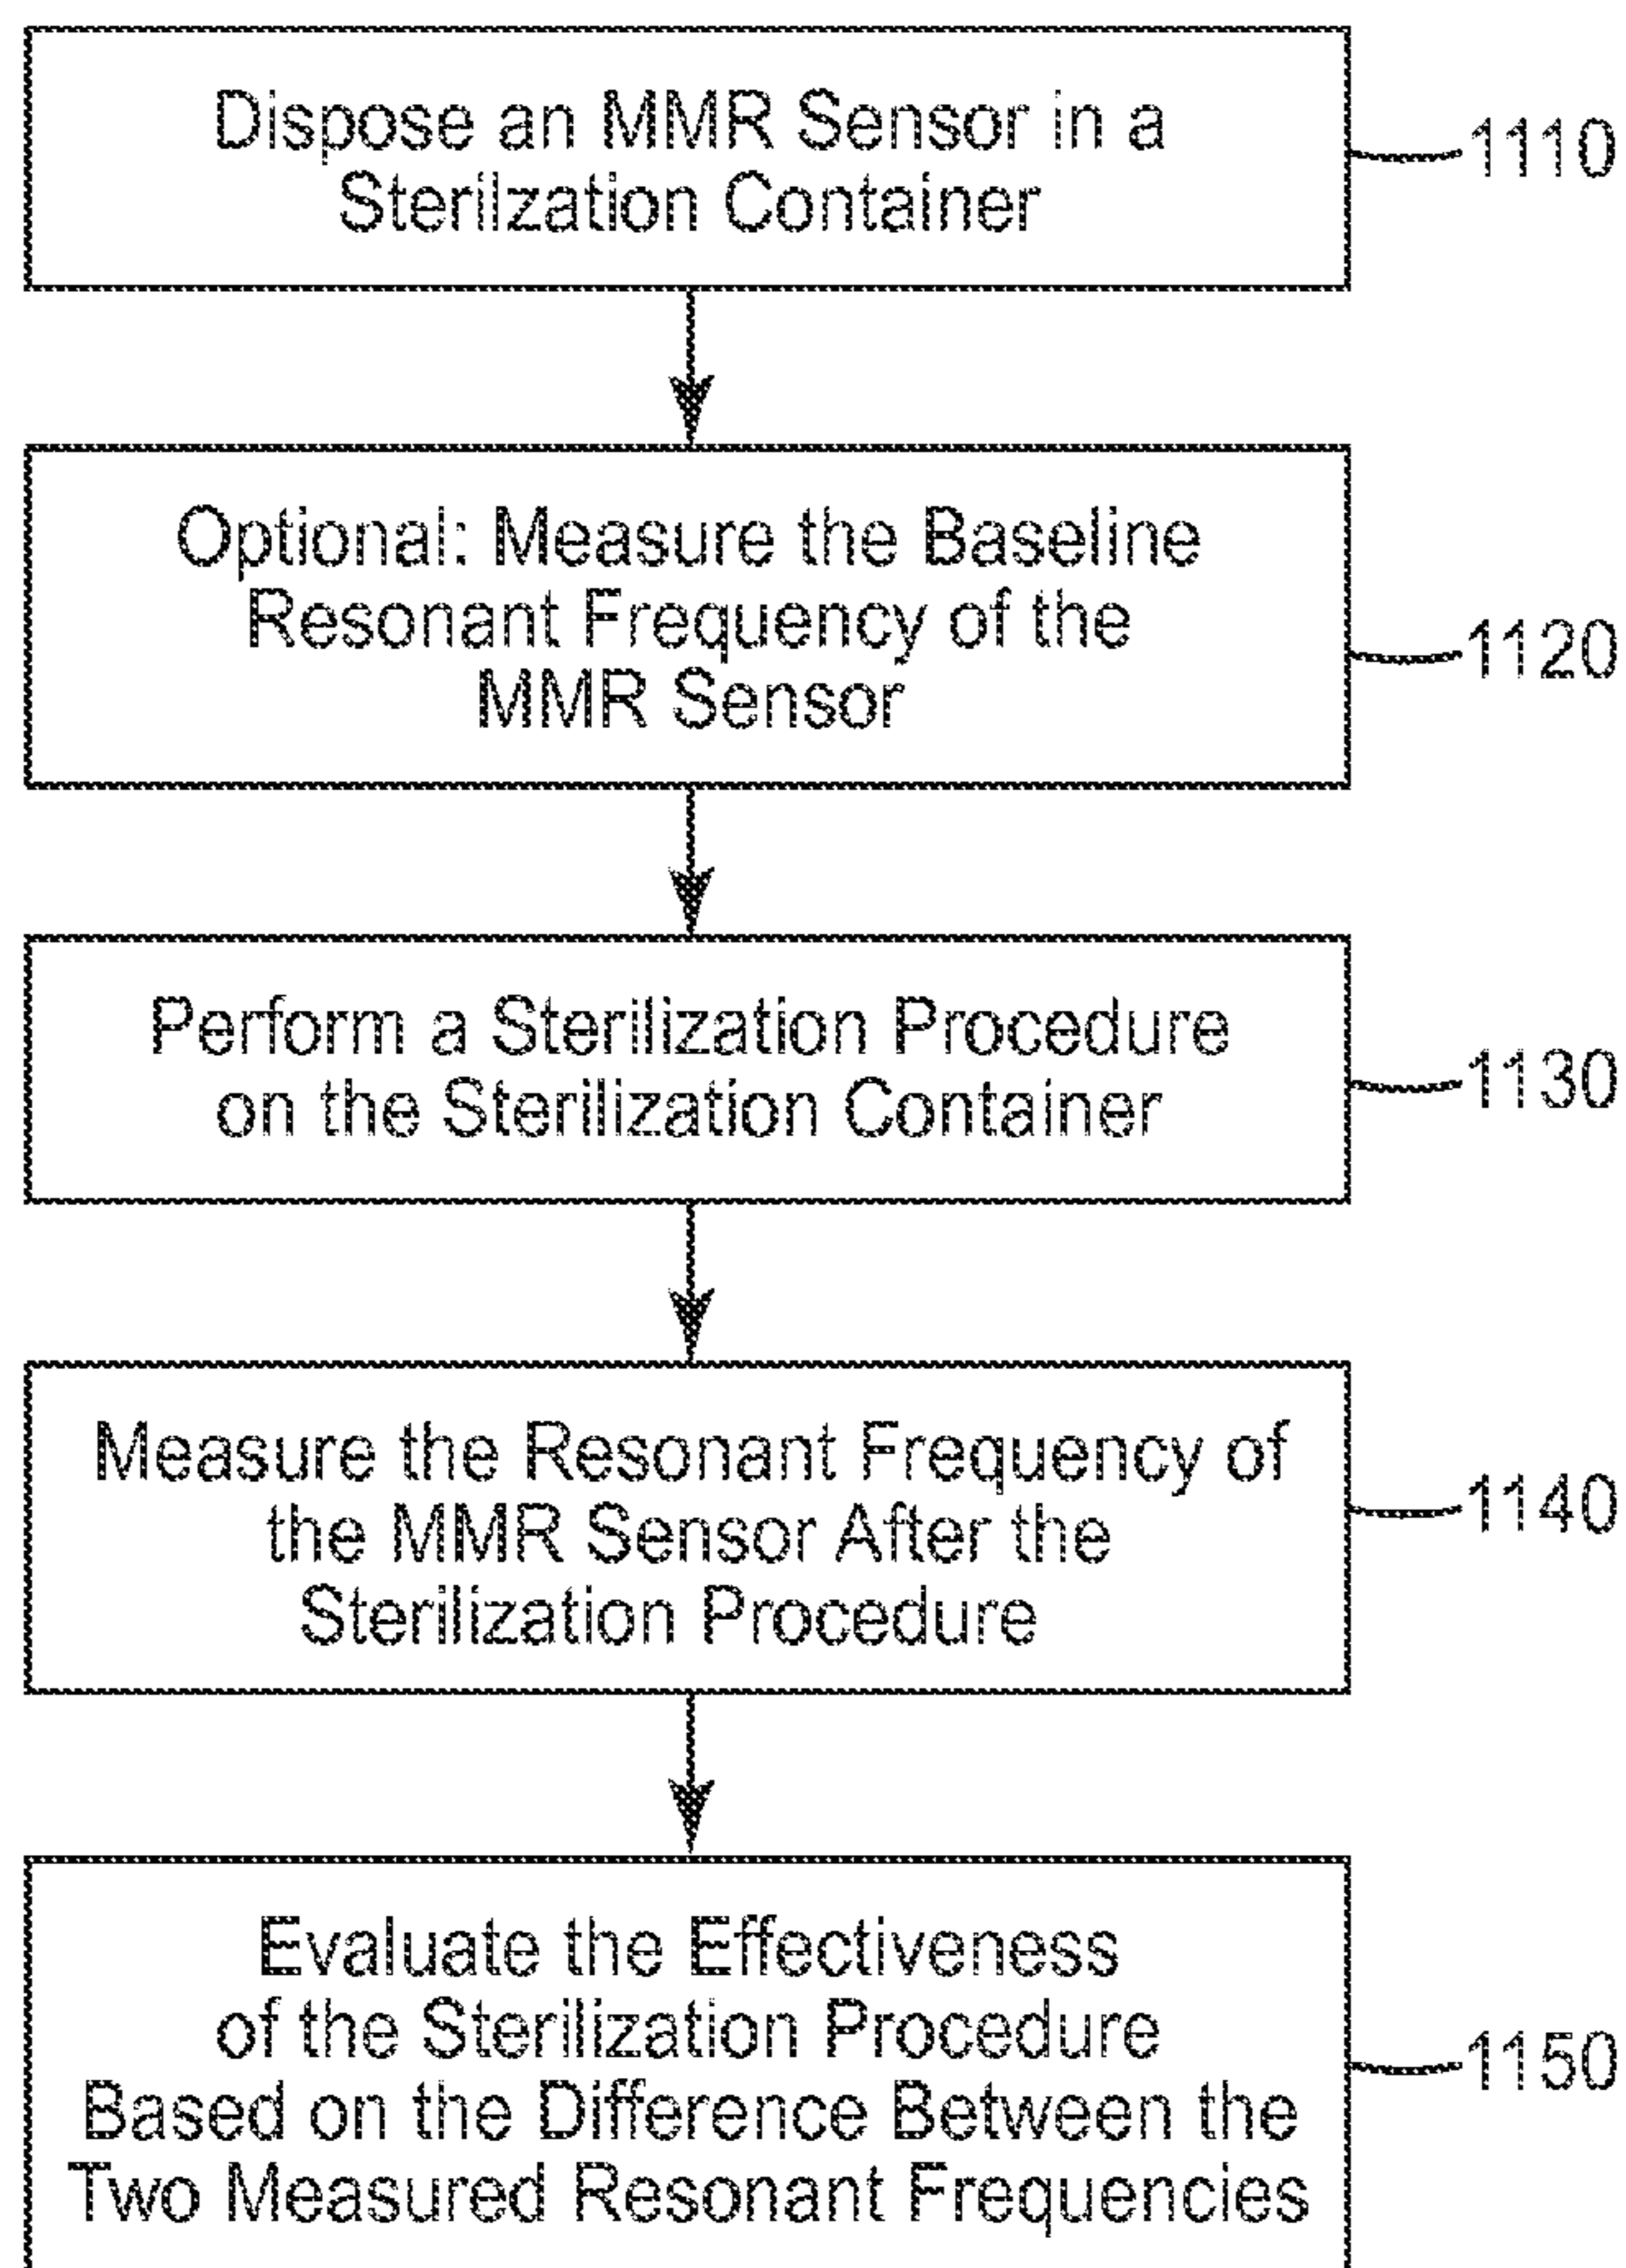 Dispose an MMR Sensor in a
Sterilzation Container
1110
Optional: Measure the Baseline
Resonant Frequency of the
MMR Sensor
1120
Perform a Sterilization Procedure
on the Sterilization Container
1130
Measure the Resonant Frequency of
the MMR Sensor After the
Sterilization Procedure
1140
Evaluate the Effectiveness
of the Sterilization Procedure
Based on the Difference Between the
Two Measured Resonant Frequencies
1150